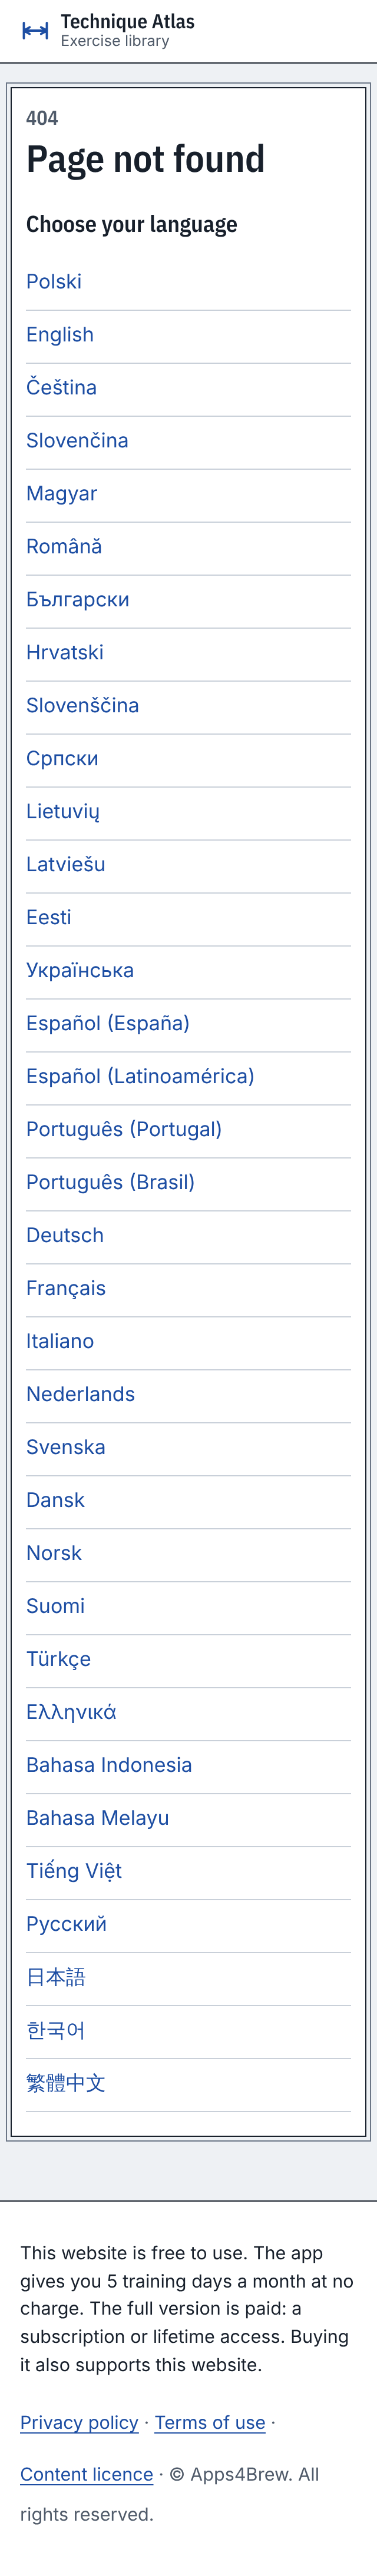 Technique Atlas
Exercise library
404
Page not found
Choose your language
Polski
English
Čeština
Slovenčina
Magyar
Română
Български
Hrvatski
Slovenščina
Српски
Lietuvių
Latviešu
Eesti
Українська
Español (España)
Español (Latinoamérica)
Português (Portugal)
Português (Brasil)
Deutsch
Français
Italiano
Nederlands
Svenska
Dansk
Norsk
Suomi
Türkçe
Ελληνικά
Bahasa Indonesia
Bahasa Melayu
Tiếng Việt
Русский
日本語
한국어
繁體中文
This website is free to use. The app
gives you 5 training days a month at no
charge. The full version is paid: a
subscription or lifetime access. Buying
it also supports this website.
Privacy policy · Terms of use ·
Content licence · © Apps4Brew. All
rights reserved.